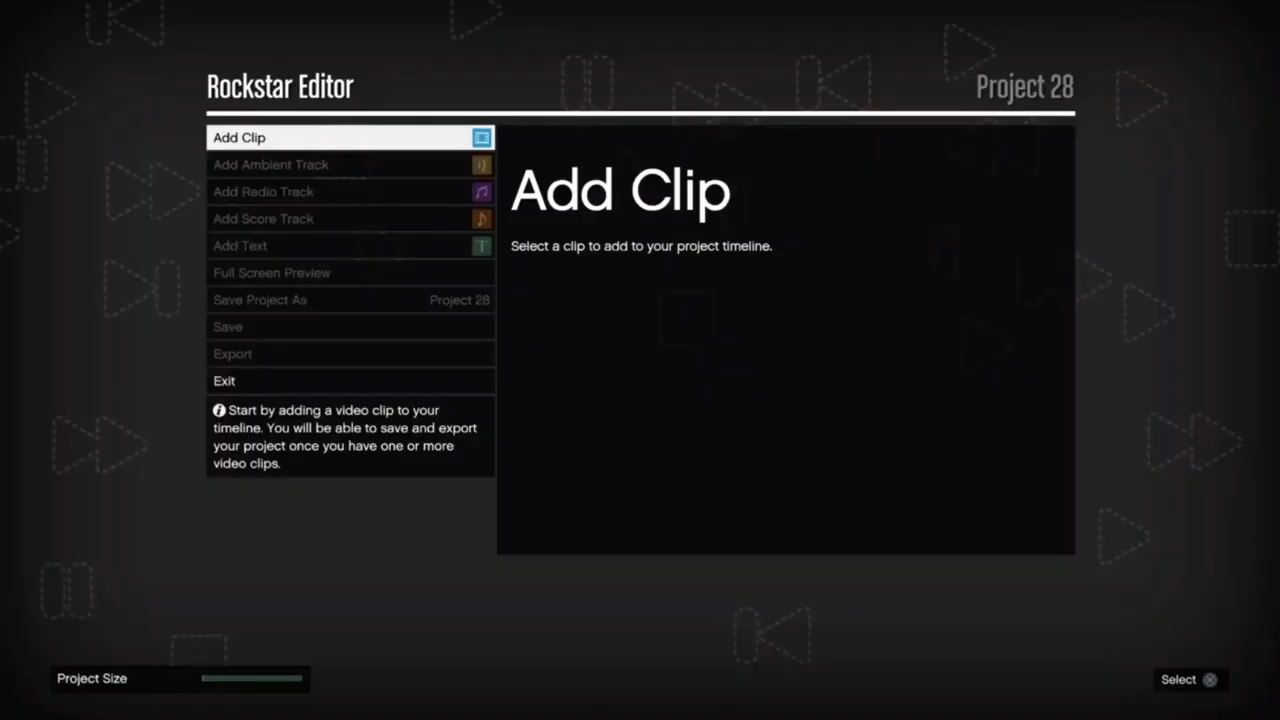 Rockstar Editor
Project 28
Add Clip
Add Ambient Track
Add Radio Track
Add Score Track
Add Text
Full Screen Preview
Save Project As Project 28
Save
Export
Exit
Start by adding a video clip to your
timeline. You will be able to save and export
your project once you have one or more
video clips.
Add Clip
Select a clip to add to your project timeline.
Project Size
Select